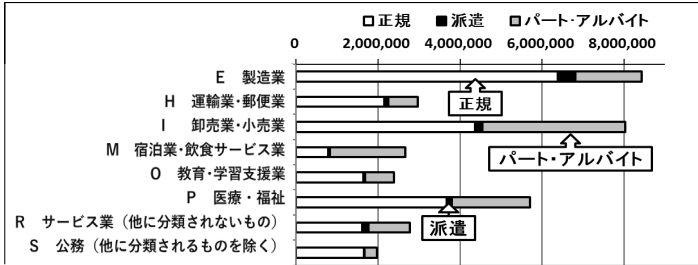 正規 派遣 パート・アルバイト
0 2,000,000 4,000,000 6,000,000 8,000,000
E 製造業
正規
H 運輸業・郵便業
I 卸売業・小売業
M 宿泊業・飲食サービス業
パート・アルバイト
O 教育・学習支援業
P 医療・福祉
R サービス業（他に分類されないもの）
派遣
S 公務（他に分類されるものを除く）